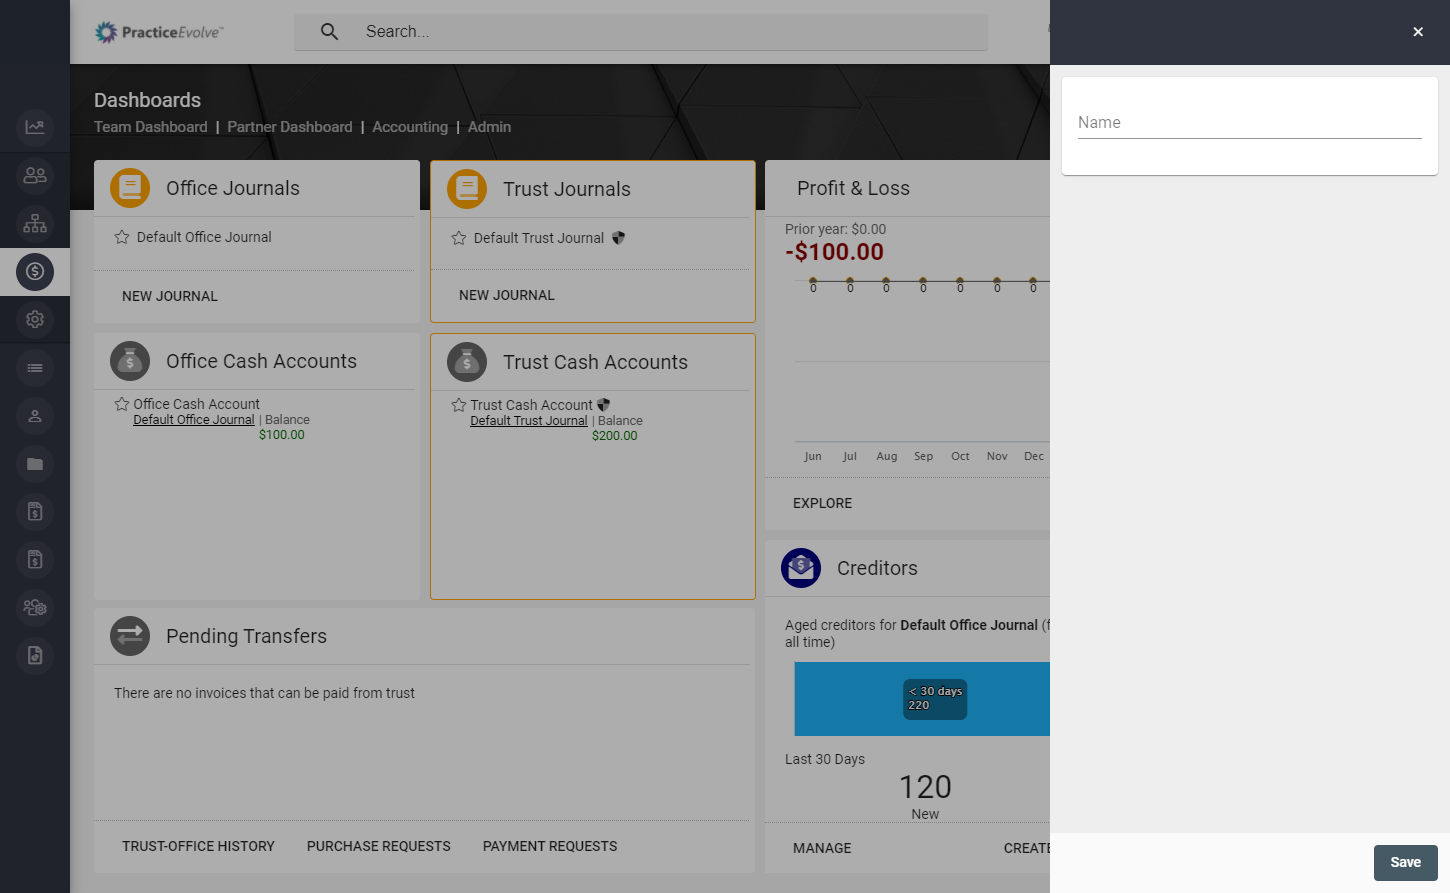 PracticeEvolve™
Search...
×
Dashboards
Team Dashboard | Partner Dashboard | Accounting | Admin
Name
Office Journals
Default Office Journal
NEW JOURNAL
Trust Journals
Default Trust Journal
NEW JOURNAL
Profit & Loss
Prior year: $0.00
-$100.00
0 0 0 0 0 0 0
Jun Jul Aug Sep Oct Nov Dec
EXPLORE
Office Cash Accounts
Office Cash Account
Default Office Journal | Balance
$100.00
Trust Cash Accounts
Trust Cash Account
Default Trust Journal | Balance
$200.00
Creditors
Aged creditors for Default Office Journal (f
all time)
< 30 days
220
Last 30 Days
120
New
MANAGE
CREATE
Pending Transfers
There are no invoices that can be paid from trust
TRUST-OFFICE HISTORY PURCHASE REQUESTS PAYMENT REQUESTS
Save